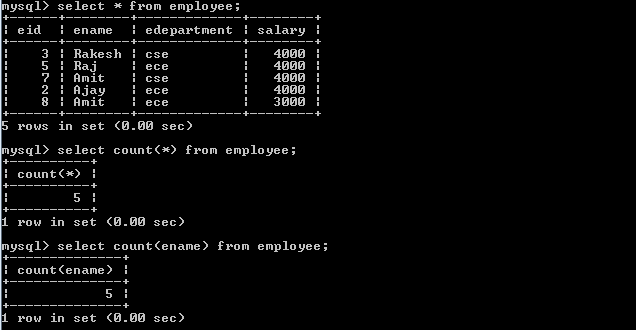 mysql> select * from employee;
+------+--------+-------------+--------+
¦ eid  ¦ ename  ¦ edepartment ¦ salary ¦
+------+--------+-------------+--------+
¦    3 ¦ Rakesh ¦ cse         ¦   4000 ¦
¦    5 ¦ Raj    ¦ ece         ¦   4000 ¦
¦    7 ¦ Amit   ¦ cse         ¦   4000 ¦
¦    2 ¦ Ajay   ¦ ece         ¦   4000 ¦
¦    8 ¦ Amit   ¦ ece         ¦   3000 ¦
+------+--------+-------------+--------+
5 rows in set (0.00 sec)
mysql> select count(*) from employee;
+----------+
¦ count(*) ¦
+----------+
¦        5 ¦
+----------+
1 row in set (0.00 sec)
mysql> select count(ename) from employee;
+--------------+
¦ count(ename) ¦
+--------------+
¦            5 ¦
+--------------+
1 row in set (0.00 sec)